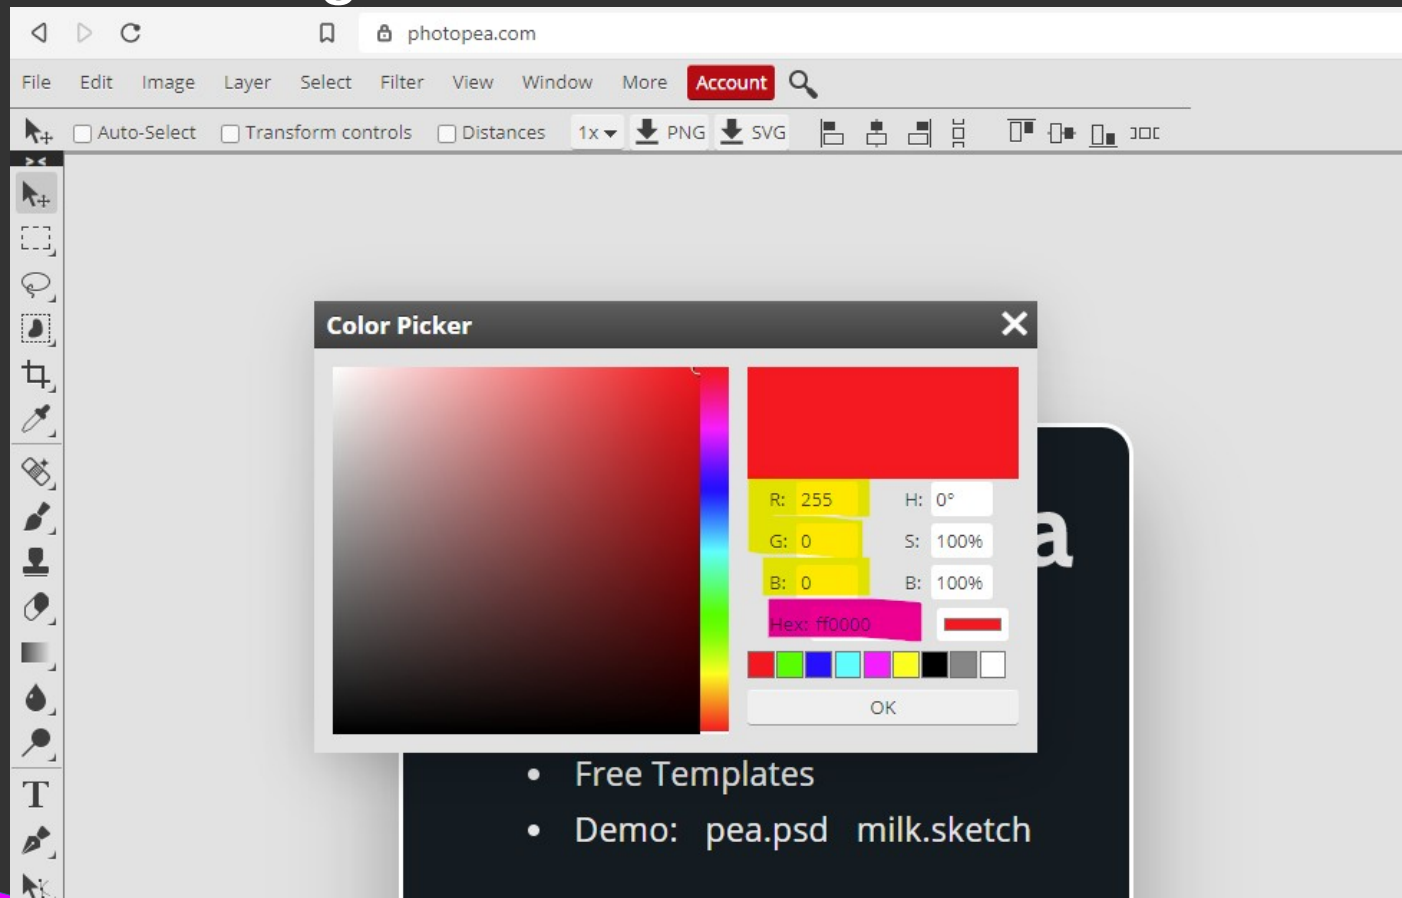 photopea.com
File Edit Image Layer Select Filter View Window More Account
Auto-Select Transform controls Distances 1x PNG SVG
Color Picker
R: 255 H: 0°
G: 0 S: 100%
B: 0 B: 100%
Hex: ff0000
OK
a
Free Templates
Demo: pea.psd milk.sketch